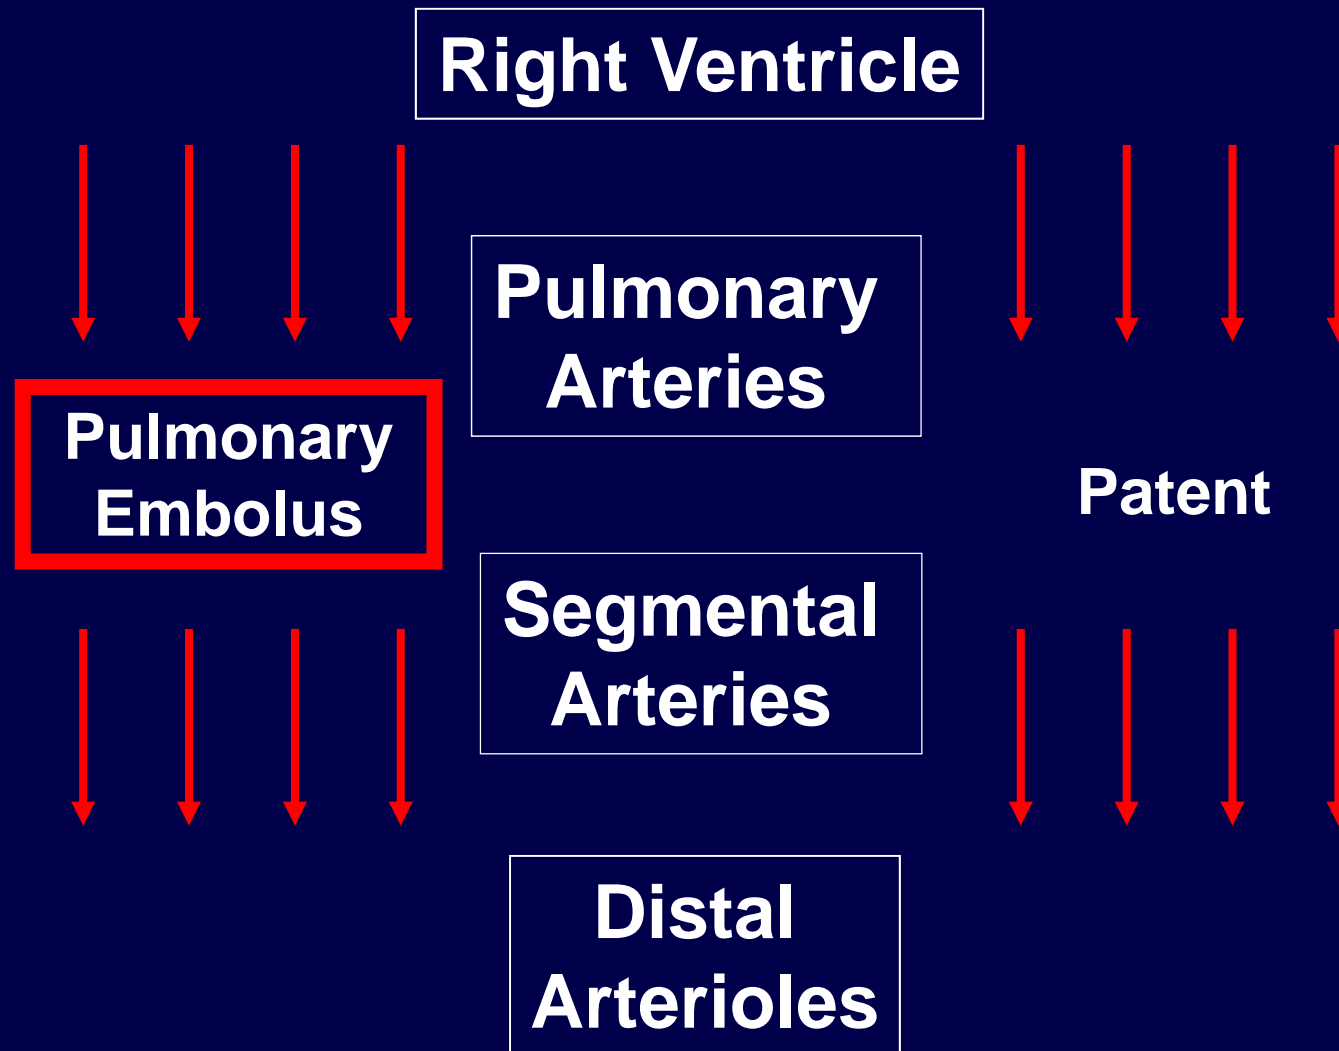 Right Ventricle
Pulmonary
Arteries
Pulmonary
Embolus
Patent
Segmental
Arteries
Distal
Arterioles